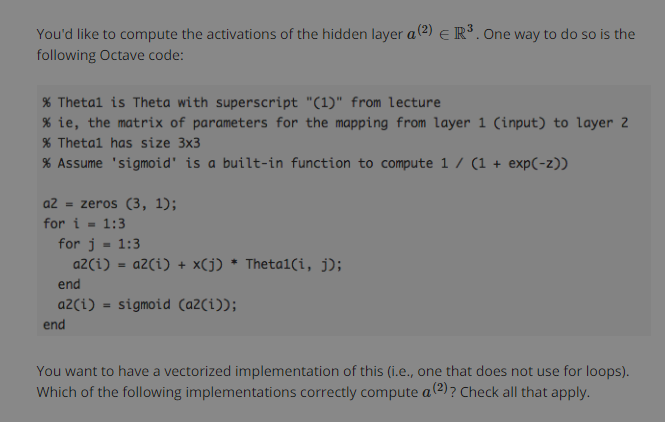 You'd like to compute the activations of the hidden layer a⁽²⁾ ∈ ℝ³. One way to do so is the
following Octave code:
% Theta1 is Theta with superscript "(1)" from lecture
% ie, the matrix of parameters for the mapping from layer 1 (input) to layer 2
% Theta1 has size 3x3
% Assume 'sigmoid' is a built-in function to compute 1 / (1 + exp(-z))
a2 = zeros (3, 1);
for i = 1:3
for j = 1:3
a2(i) = a2(i) + x(j) * Theta1(i, j);
end
a2(i) = sigmoid (a2(i));
end
You want to have a vectorized implementation of this (i.e., one that does not use for loops).
Which of the following implementations correctly compute a⁽²⁾? Check all that apply.